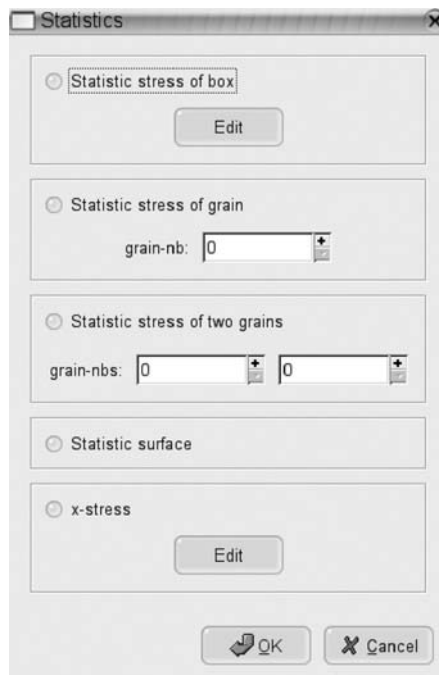 Statistics
Statistic stress of box
Edit
Statistic stress of grain
grain-nb: 0
Statistic stress of two grains
grain-nbs: 0 0
Statistic surface
x-stress
Edit
OK Cancel